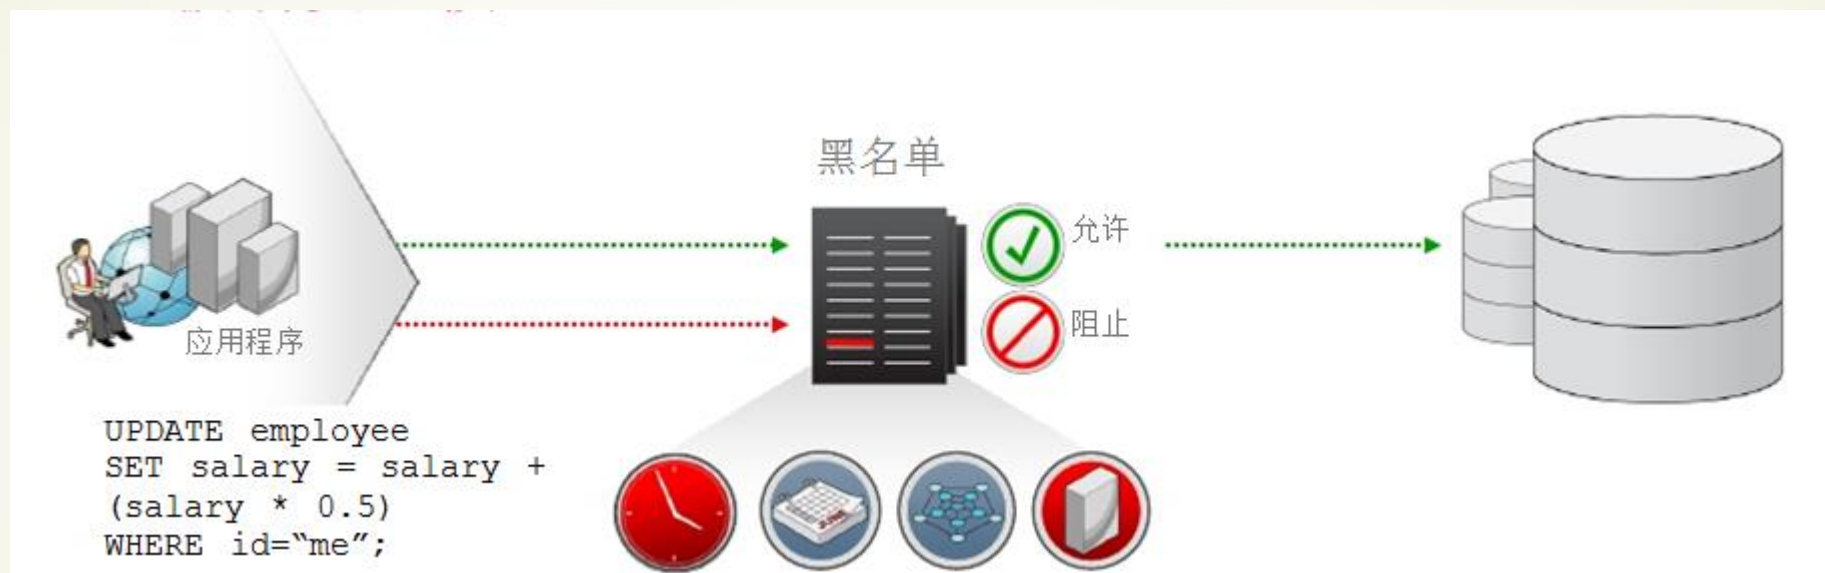 黑名单
允许
阻止
应用程序
UPDATE employee
SET salary = salary +
(salary * 0.5)
WHERE id=“me”;
JUNE